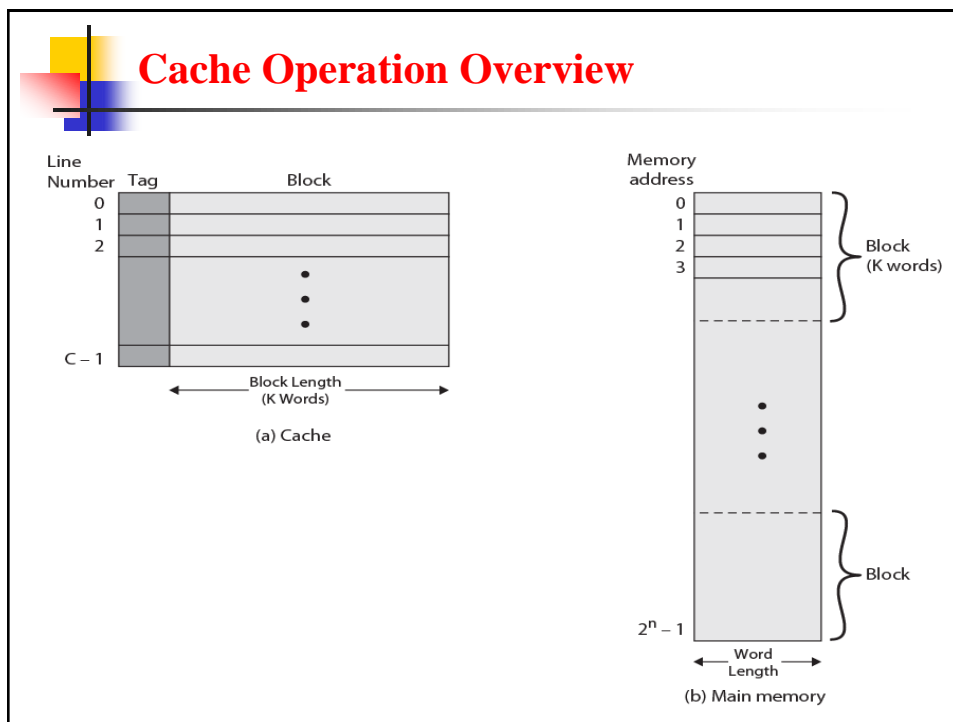 Cache Operation Overview
Line
Number Tag Block
0
1
2
C – 1
Block Length
(K Words)
(a) Cache
Memory
address
0
1
2
3
Block
(K words)
Block
2ⁿ – 1
Word
Length
(b) Main memory